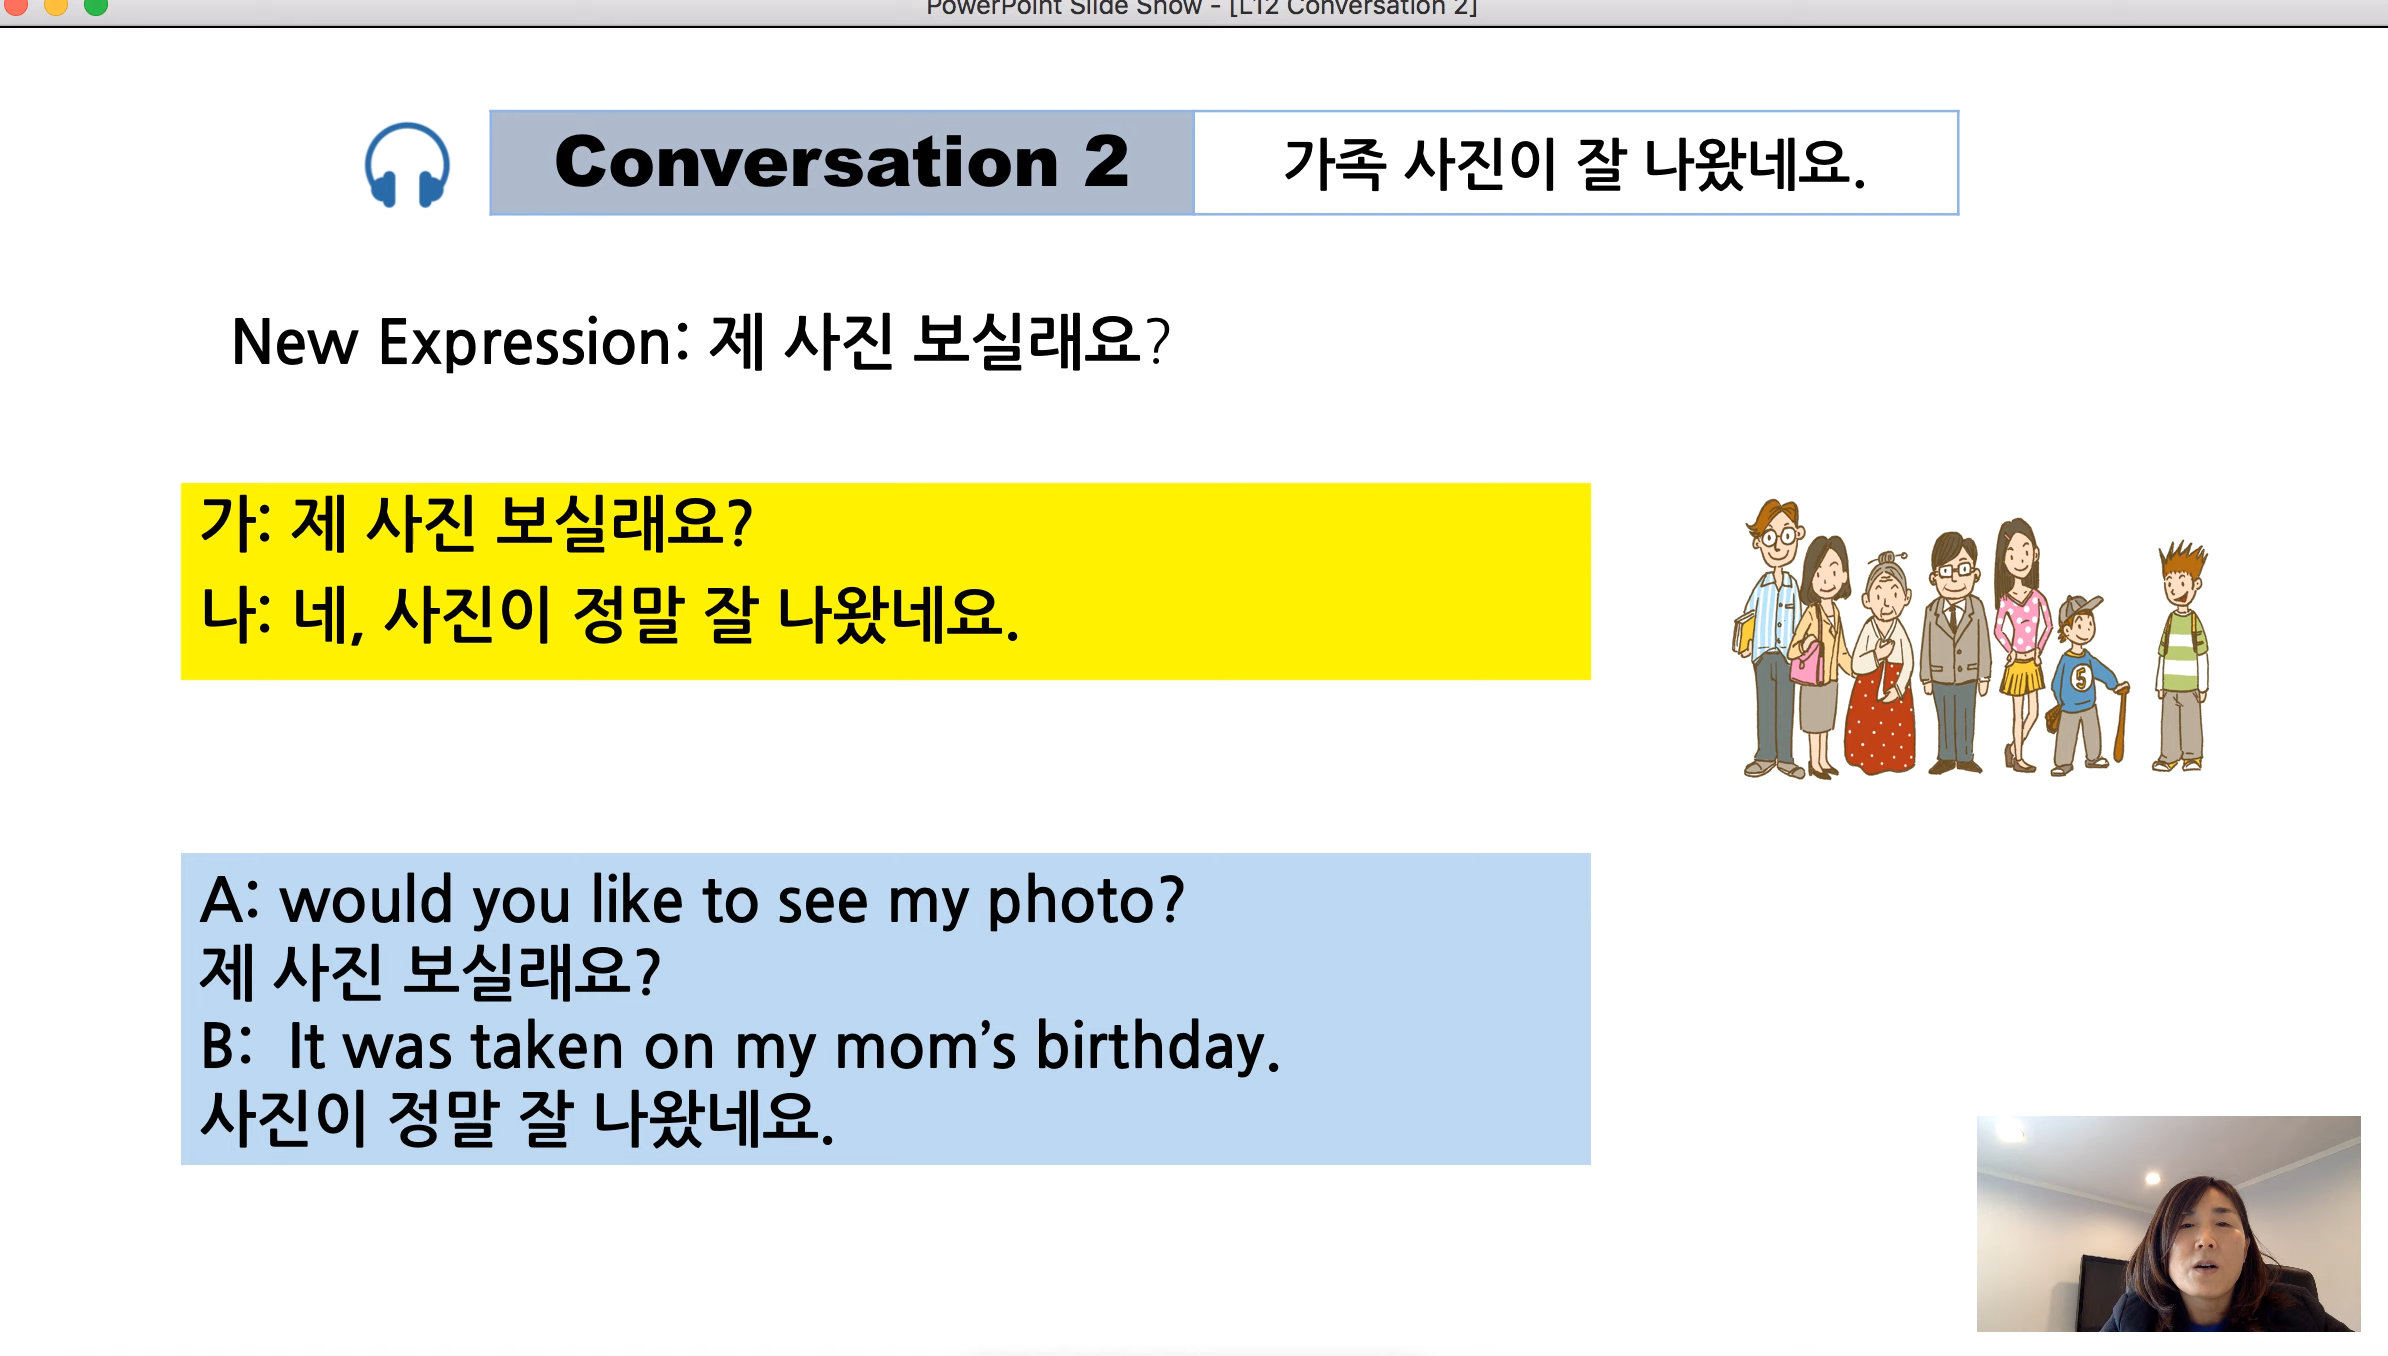 PowerPoint Slide Show - [L12 Conversation 2]
Conversation 2 가족 사진이 잘 나왔네요.
New Expression: 제 사진 보실래요?
가: 제 사진 보실래요?
나: 네, 사진이 정말 잘 나왔네요.
5
A: would you like to see my photo?
제 사진 보실래요?
B: It was taken on my mom’s birthday.
사진이 정말 잘 나왔네요.